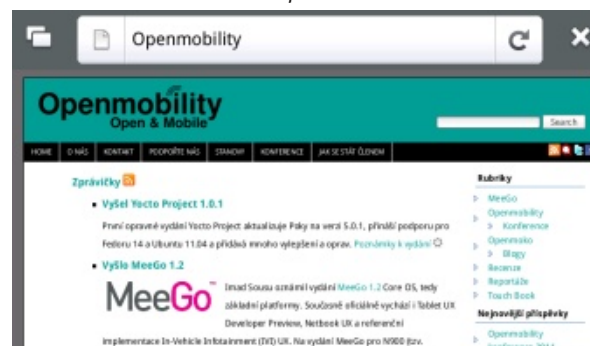 Openmobility
Openmobility
Open & Mobile
Search
HOME O NÁS KONTAKT PODPOŘTE NÁS STANOVY KONFERENCE JAK SE STÁT ČLENEM
Zprávičky
Vyšel Yocto Project 1.0.1
První opravné vydání Yocto Project aktualizuje Poky na verzi 5.0.1, přináší podporu pro
Fedoru 14 a Ubuntu 11.04 a přidává mnoho vylepšení a oprav. Poznámky k vydání
Vyšlo MeeGo 1.2
MeeGo
Imad Sousu oznámil vydání MeeGo 1.2 Core OS, tedy
základní platformy. Současně oficiálně vychází i Tablet UX
Developer Preview, Netbook UX a referenční
implementace In-Vehicle Infotainment (IVI) UX. Na vydání MeeGo pro N900 (tzv.
Rubriky
MeeGo
Openmobility
Konference
Openmoko
Blogy
Recenze
Reportáže
Touch Book
Nejnovější příspěvky
Openmobility